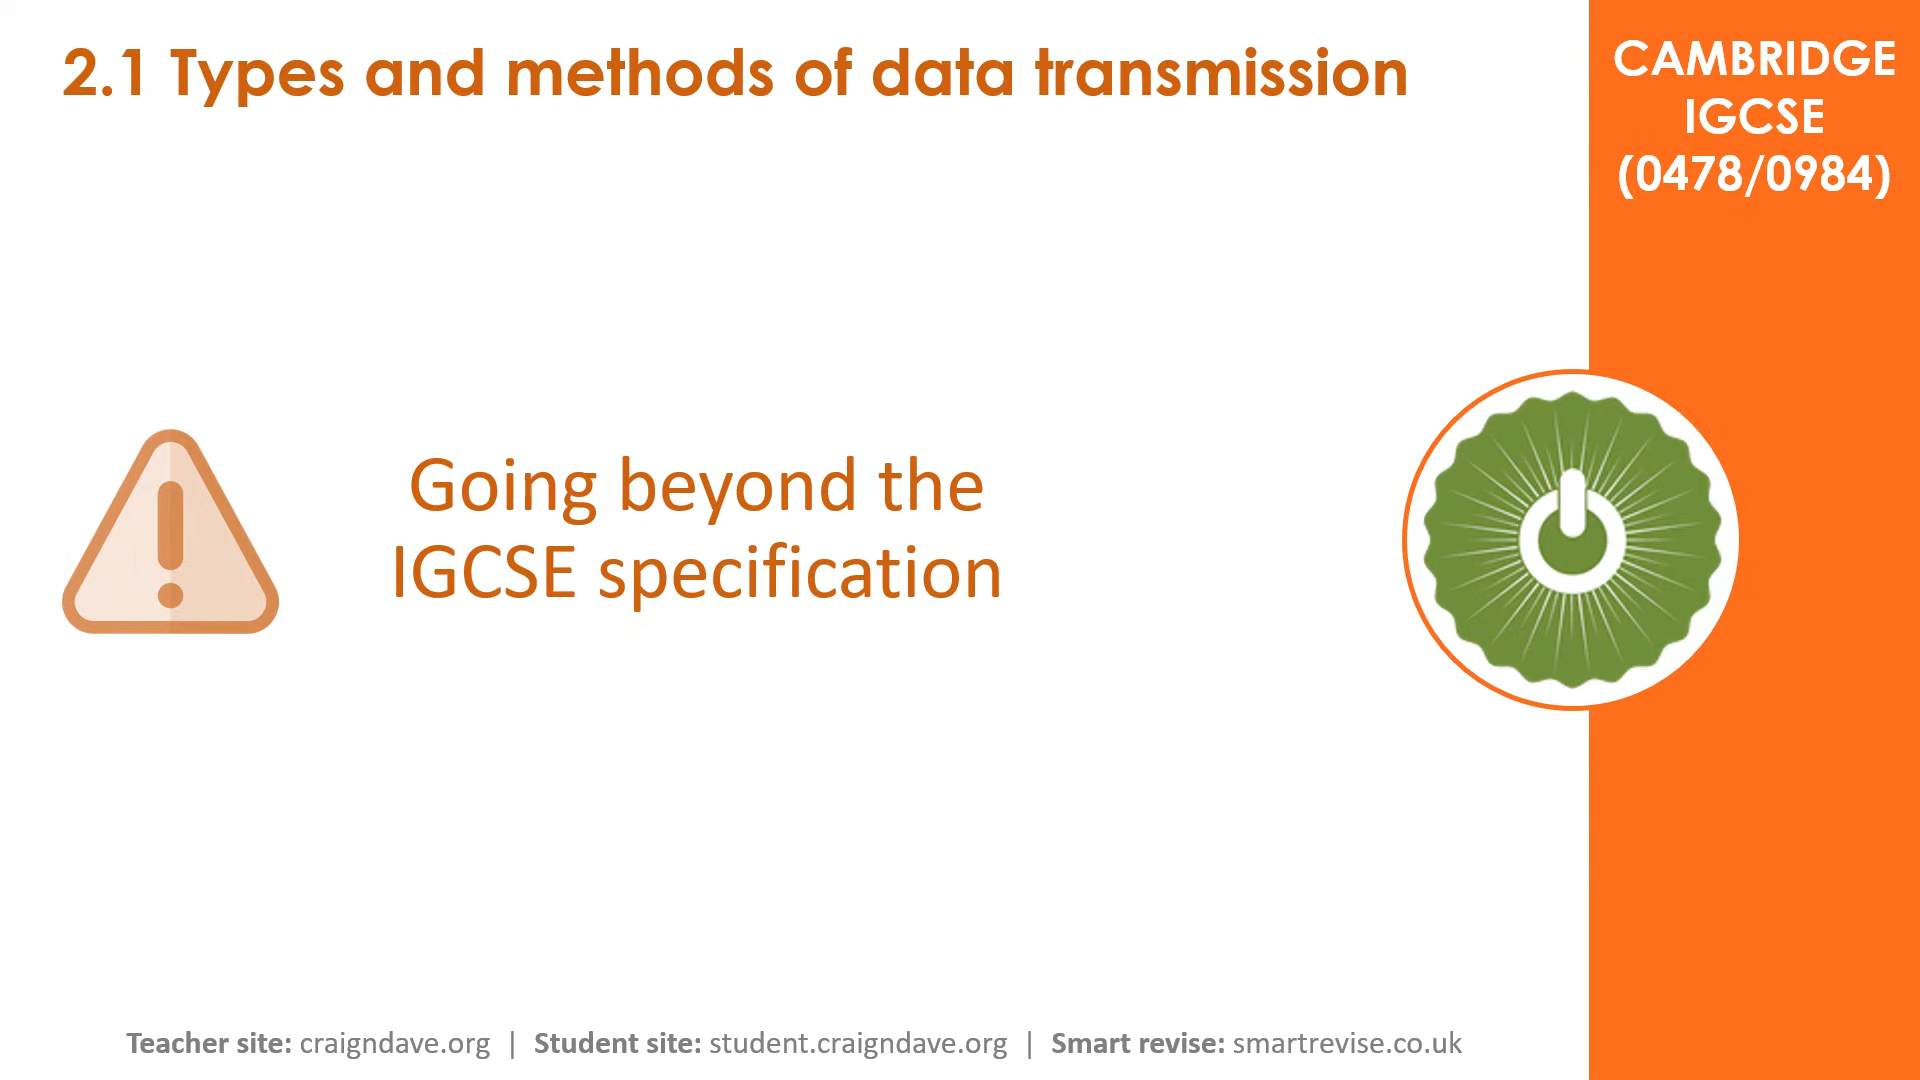 2.1 Types and methods of data transmission
CAMBRIDGE
IGCSE
(0478/0984)
Going beyond the
IGCSE specification
Teacher site: craigndave.org | Student site: student.craigndave.org | Smart revise: smartrevise.co.uk